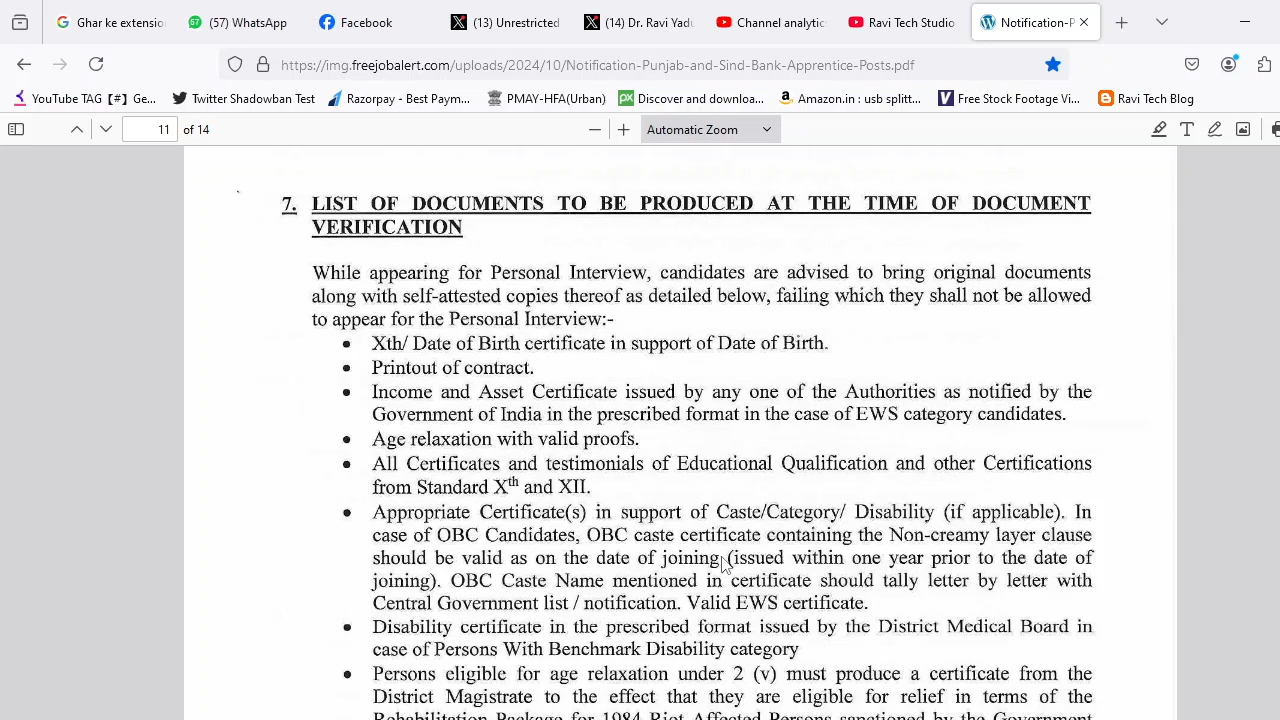 Ghar ke extension
(57) WhatsApp
Facebook
(13) Unrestricted
(14) Dr. Ravi Yadu
Channel analytic
Ravi Tech Studio
Notification-P
https://img.freejobalert.com/uploads/2024/10/Notification-Punjab-and-Sind-Bank-Apprentice-Posts.pdf
YouTube TAG [#] Ge...
Twitter Shadowban Test
Razorpay - Best Paym...
PMAY-HFA(Urban)
Discover and downloa...
Amazon.in : usb splitt...
Free Stock Footage Vi...
Ravi Tech Blog
11 of 14
Automatic Zoom
7. LIST OF DOCUMENTS TO BE PRODUCED AT THE TIME OF DOCUMENT
VERIFICATION
While appearing for Personal Interview, candidates are advised to bring original documents
along with self-attested copies thereof as detailed below, failing which they shall not be allowed
to appear for the Personal Interview:-
• Xth/ Date of Birth certificate in support of Date of Birth.
• Printout of contract.
• Income and Asset Certificate issued by any one of the Authorities as notified by the
Government of India in the prescribed format in the case of EWS category candidates.
• Age relaxation with valid proofs.
• All Certificates and testimonials of Educational Qualification and other Certifications
from Standard Xth and XII.
• Appropriate Certificate(s) in support of Caste/Category/ Disability (if applicable). In
case of OBC Candidates, OBC caste certificate containing the Non-creamy layer clause
should be valid as on the date of joining (issued within one year prior to the date of
joining). OBC Caste Name mentioned in certificate should tally letter by letter with
Central Government list / notification. Valid EWS certificate.
• Disability certificate in the prescribed format issued by the District Medical Board in
case of Persons With Benchmark Disability category
• Persons eligible for age relaxation under 2 (v) must produce a certificate from the
District Magistrate to the effect that they are eligible for relief in terms of the
Rehabilitation Package for 1984 Riot Affected Persons sanctioned by the Government